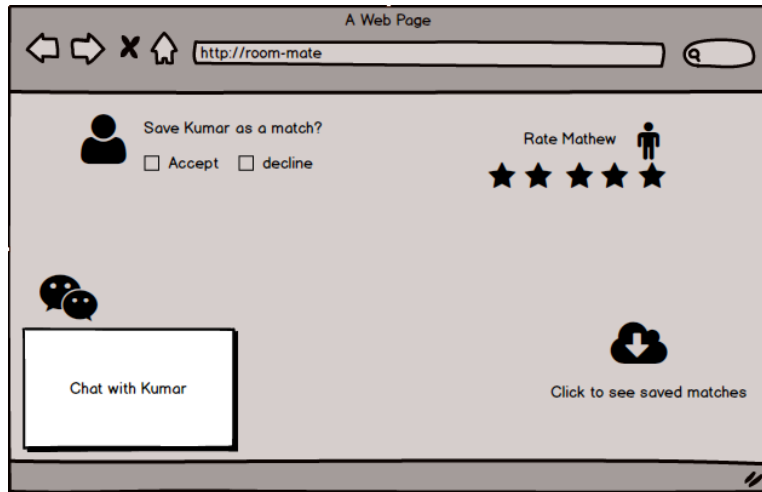 A Web Page
http://room-mate
Save Kumar as a match?
Accept decline
Rate Mathew
Chat with Kumar
Click to see saved matches